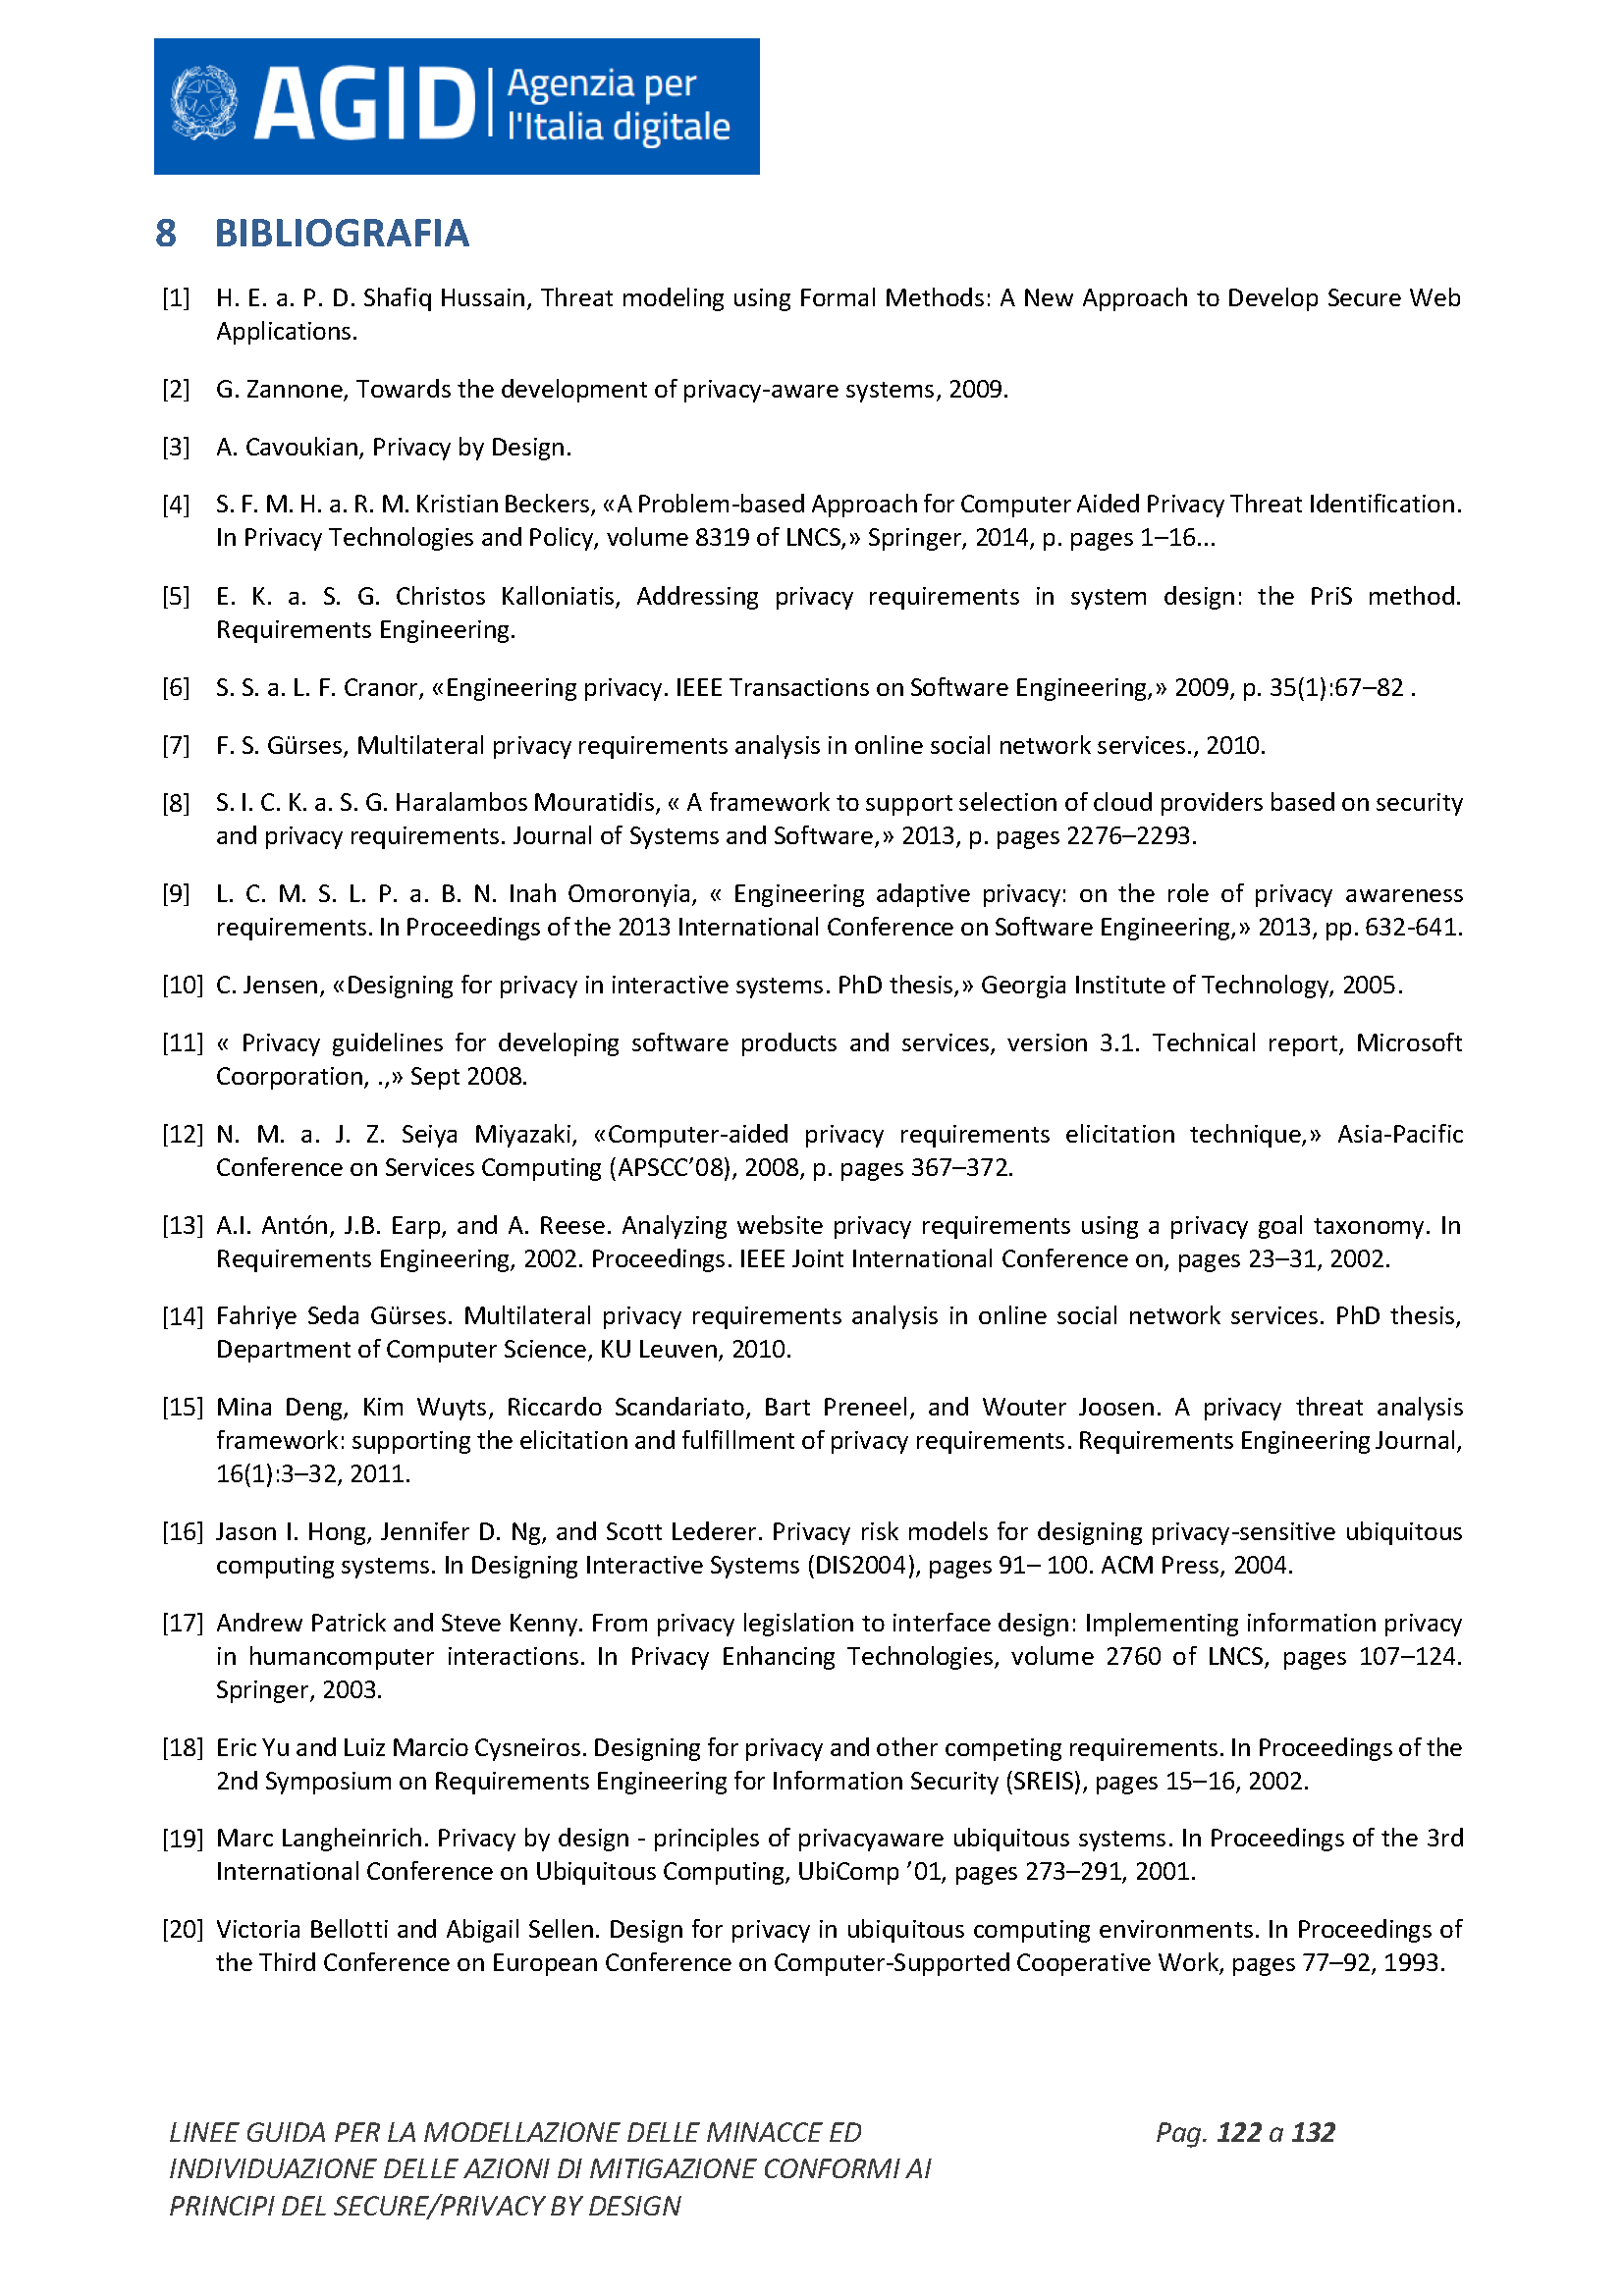 AGID Agenzia per
l'Italia digitale
8 BIBLIOGRAFIA
[1] H. E. a. P. D. Shafiq Hussain, Threat modeling using Formal Methods: A New Approach to Develop Secure Web
Applications.
[2] G. Zannone, Towards the development of privacy-aware systems, 2009.
[3] A. Cavoukian, Privacy by Design.
[4] S. F. M. H. a. R. M. Kristian Beckers, «A Problem-based Approach for Computer Aided Privacy Threat Identification.
In Privacy Technologies and Policy, volume 8319 of LNCS,» Springer, 2014, p. pages 1–16...
[5] E. K. a. S. G. Christos Kalloniatis, Addressing privacy requirements in system design: the PriS method.
Requirements Engineering.
[6] S. S. a. L. F. Cranor, «Engineering privacy. IEEE Transactions on Software Engineering,» 2009, p. 35(1):67–82 .
[7] F. S. Gürses, Multilateral privacy requirements analysis in online social network services., 2010.
[8] S. I. C. K. a. S. G. Haralambos Mouratidis, « A framework to support selection of cloud providers based on security
and privacy requirements. Journal of Systems and Software,» 2013, p. pages 2276–2293.
[9] L. C. M. S. L. P. a. B. N. Inah Omoronyia, « Engineering adaptive privacy: on the role of privacy awareness
requirements. In Proceedings of the 2013 International Conference on Software Engineering,» 2013, pp. 632-641.
[10] C. Jensen, «Designing for privacy in interactive systems. PhD thesis,» Georgia Institute of Technology, 2005.
[11] « Privacy guidelines for developing software products and services, version 3.1. Technical report, Microsoft
Coorporation, .,» Sept 2008.
[12] N. M. a. J. Z. Seiya Miyazaki, «Computer-aided privacy requirements elicitation technique,» Asia-Pacific
Conference on Services Computing (APSCC’08), 2008, p. pages 367–372.
[13] A.I. Antón, J.B. Earp, and A. Reese. Analyzing website privacy requirements using a privacy goal taxonomy. In
Requirements Engineering, 2002. Proceedings. IEEE Joint International Conference on, pages 23–31, 2002.
[14] Fahriye Seda Gürses. Multilateral privacy requirements analysis in online social network services. PhD thesis,
Department of Computer Science, KU Leuven, 2010.
[15] Mina Deng, Kim Wuyts, Riccardo Scandariato, Bart Preneel, and Wouter Joosen. A privacy threat analysis
framework: supporting the elicitation and fulfillment of privacy requirements. Requirements Engineering Journal,
16(1):3–32, 2011.
[16] Jason I. Hong, Jennifer D. Ng, and Scott Lederer. Privacy risk models for designing privacy-sensitive ubiquitous
computing systems. In Designing Interactive Systems (DIS2004), pages 91– 100. ACM Press, 2004.
[17] Andrew Patrick and Steve Kenny. From privacy legislation to interface design: Implementing information privacy
in humancomputer interactions. In Privacy Enhancing Technologies, volume 2760 of LNCS, pages 107–124.
Springer, 2003.
[18] Eric Yu and Luiz Marcio Cysneiros. Designing for privacy and other competing requirements. In Proceedings of the
2nd Symposium on Requirements Engineering for Information Security (SREIS), pages 15–16, 2002.
[19] Marc Langheinrich. Privacy by design - principles of privacyaware ubiquitous systems. In Proceedings of the 3rd
International Conference on Ubiquitous Computing, UbiComp ’01, pages 273–291, 2001.
[20] Victoria Bellotti and Abigail Sellen. Design for privacy in ubiquitous computing environments. In Proceedings of
the Third Conference on European Conference on Computer-Supported Cooperative Work, pages 77–92, 1993.
LINEE GUIDA PER LA MODELLAZIONE DELLE MINACCE ED
INDIVIDUAZIONE DELLE AZIONI DI MITIGAZIONE CONFORMI AI
PRINCIPI DEL SECURE/PRIVACY BY DESIGN
Pag. 122 a 132